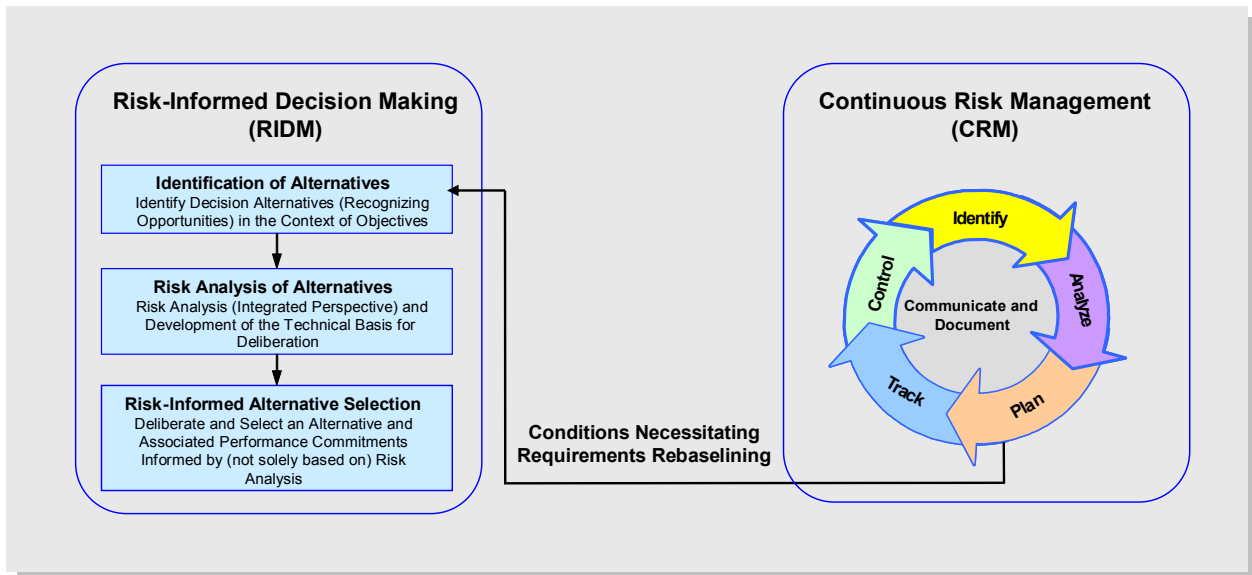 Risk-Informed Decision Making
(RIDM)
Identification of Alternatives
Identify Decision Alternatives (Recognizing
Opportunities) in the Context of Objectives
Risk Analysis of Alternatives
Risk Analysis (Integrated Perspective) and
Development of the Technical Basis for
Deliberation
Risk-Informed Alternative Selection
Deliberate and Select an Alternative and
Associated Performance Commitments
Informed by (not solely based on) Risk
Analysis
Conditions Necessitating
Requirements Rebaselining
Continuous Risk Management
(CRM)
Identify
Analyze
Plan
Track
Control
Communicate and
Document